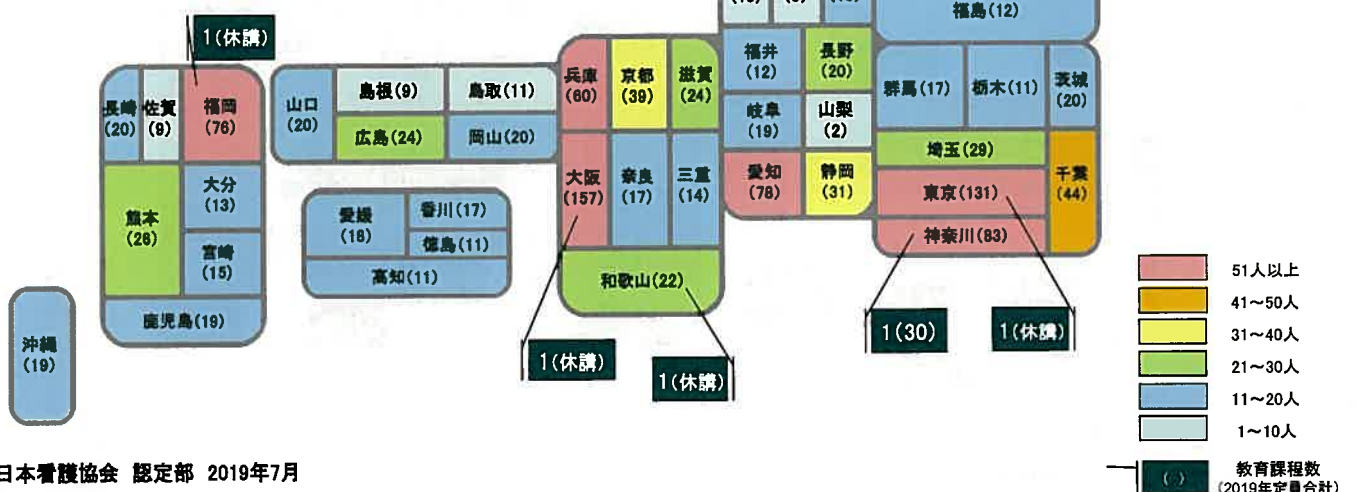 福島(12)
1(休講)
長崎
(20)
佐賀
(9)
福岡
(76)
大分
(13)
熊本
(26)
宮崎
(15)
鹿児島(19)
沖縄
(19)
山口
(20)
島根(9)
鳥取(11)
広島(24)
岡山(20)
愛媛
(18)
香川(17)
徳島(11)
高知(11)
兵庫
(60)
京都
(39)
滋賀
(24)
大阪
(157)
奈良
(17)
三重
(14)
和歌山(22)
福井
(12)
長野
(20)
岐阜
(19)
山梨
(2)
愛知
(78)
静岡
(31)
群馬(17)
栃木(11)
茨城
(20)
埼玉(29)
千葉
(44)
東京(131)
神奈川(83)
1(休講)
1(休講)
1(30)
1(休講)
51人以上
41～50人
31～40人
21～30人
11～20人
1～10人
( )
教育課程数
(2019年定員合計)
日本看護協会 認定部 2019年7月